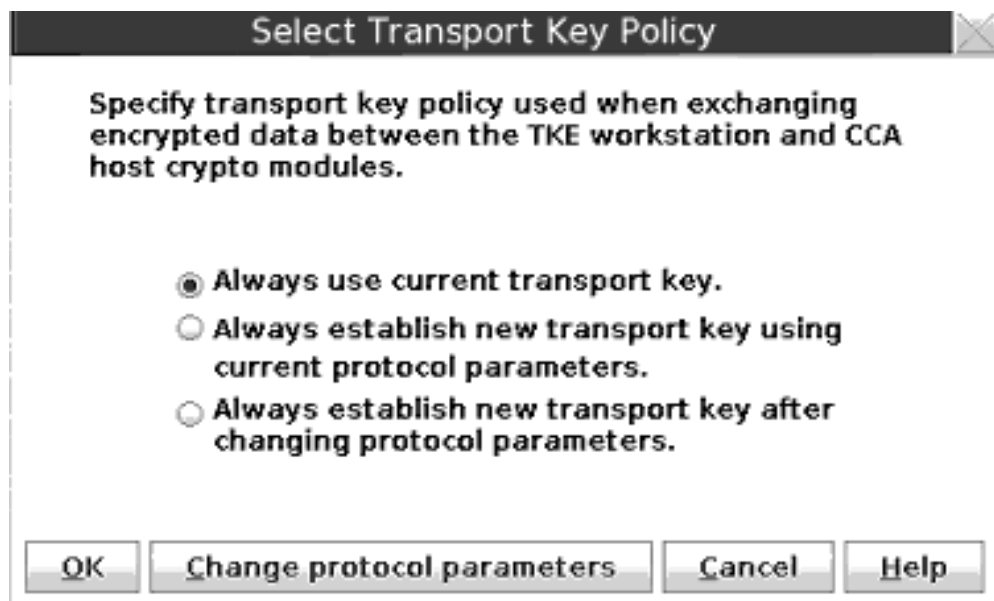 Select Transport Key Policy
Specify transport key policy used when exchanging
encrypted data between the TKE workstation and CCA
host crypto modules.
Always use current transport key.
Always establish new transport key using
current protocol parameters.
Always establish new transport key after
changing protocol parameters.
OK
Change protocol parameters
Cancel
Help